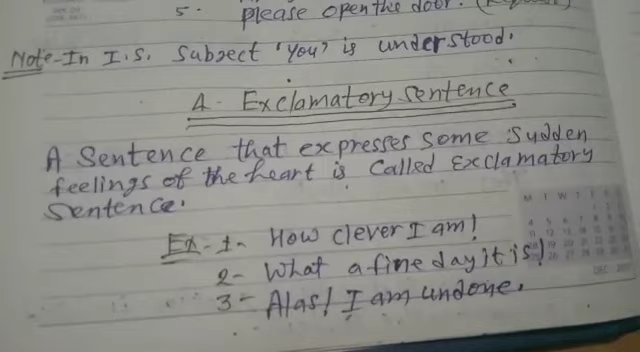 5. please open the door. (
Note - In I.S. Subject 'you' is understood.
4. Exclamatory sentence
A Sentence that expresses some sudden
feelings of the heart is called Exclamatory
sentence.
Ex - 1 - How clever I am!
2 - What a fine day it is!
3 - Alas! I am undone.
M T W T F
DEC